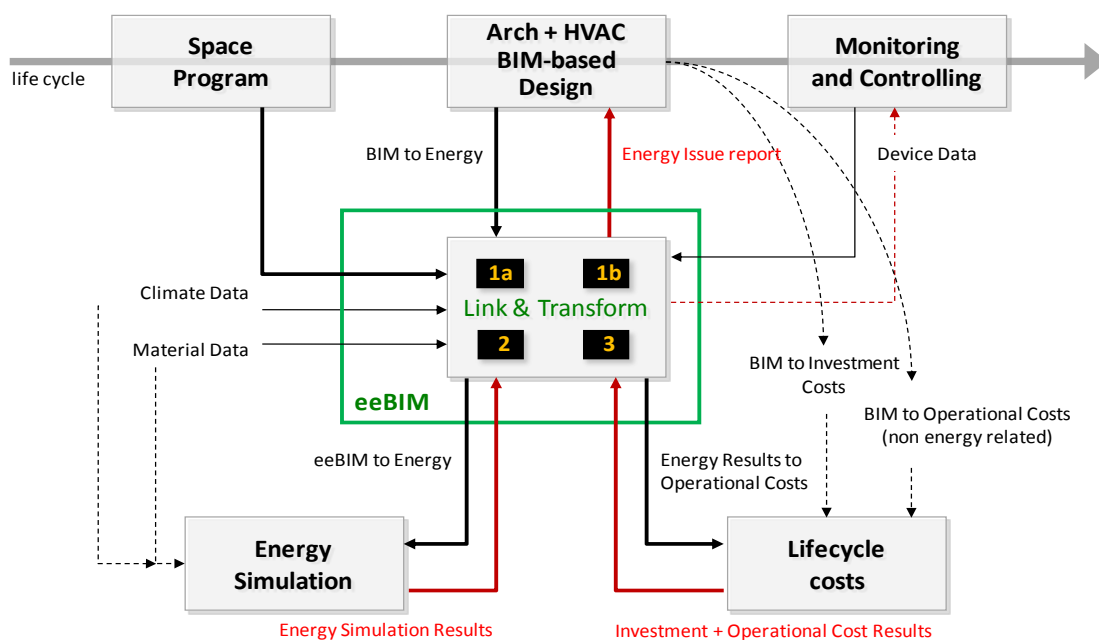 Space
Program
Arch + HVAC
BIM-based
Design
Monitoring
and Controlling
life cycle
BIM to Energy
Energy Issue report
Device Data
1a
1b
Climate Data
Link & Transform
Material Data
2
3
eeBIM
BIM to Investment
Costs
BIM to Operational Costs
(non energy related)
eeBIM to Energy
Energy Results to
Operational Costs
Energy
Simulation
Lifecycle
costs
Energy Simulation Results
Investment + Operational Cost Results